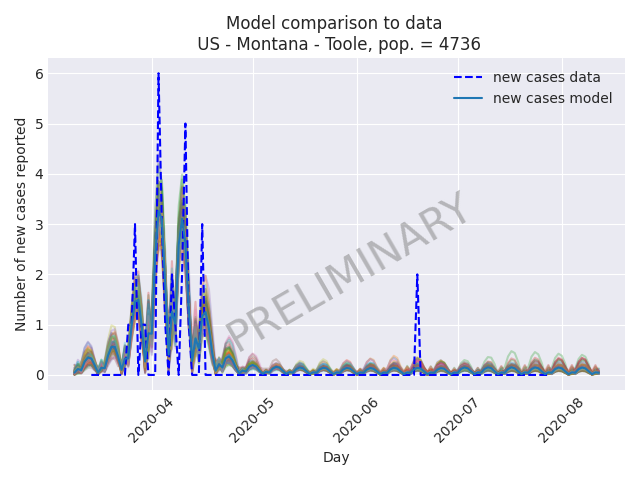 Model comparison to data
US - Montana - Toole, pop. = 4736
new cases data
new cases model
Number of new cases reported
6
5
4
3
2
1
0
PRELIMINARY
2020-04
2020-05
2020-06
2020-07
2020-08
Day